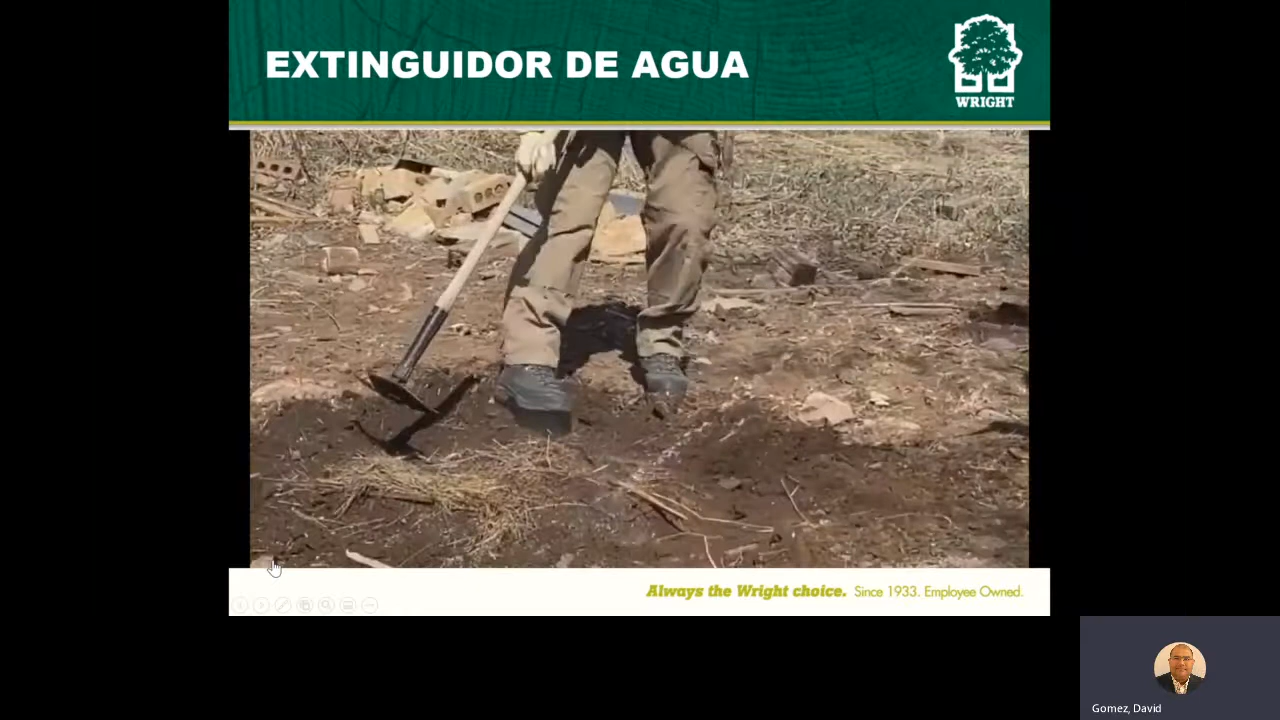 EXTINGUIDOR DE AGUA
WRIGHT
Always the Wright choice. Since 1933. Employee Owned.
Gomez, David